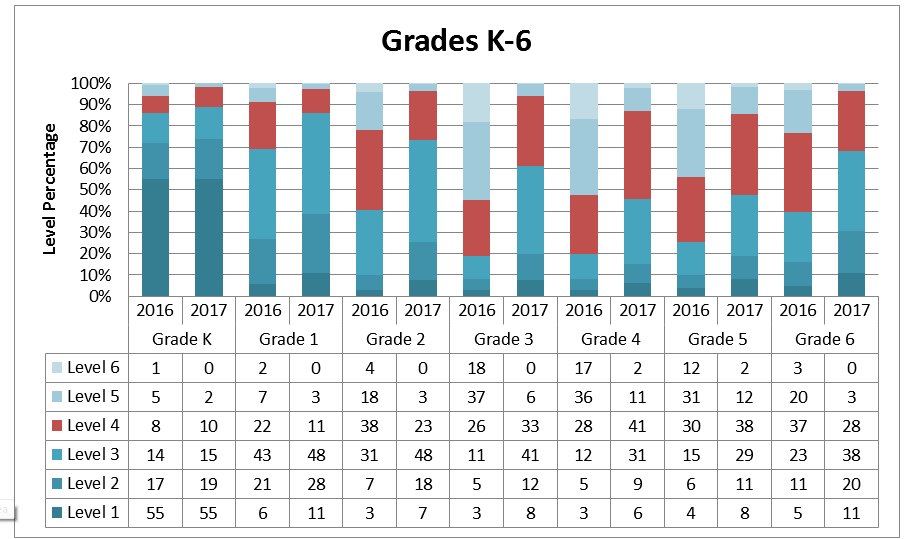 Grades K-6
Level Percentage
100%
90%
80%
70%
60%
50%
40%
30%
20%
10%
0%
2016 2017 2016 2017 2016 2017 2016 2017 2016 2017 2016 2017 2016 2017
Grade K Grade 1 Grade 2 Grade 3 Grade 4 Grade 5 Grade 6
Level 6 1 0 2 0 4 0 18 0 17 2 12 2 3 0
Level 5 5 2 7 3 18 3 37 6 36 11 31 12 20 3
Level 4 8 10 22 11 38 23 26 33 28 41 30 38 37 28
Level 3 14 15 43 48 31 48 11 41 12 31 15 29 23 38
Level 2 17 19 21 28 7 18 5 12 5 9 6 11 11 20
Level 1 55 55 6 11 3 7 3 8 3 6 4 8 5 11